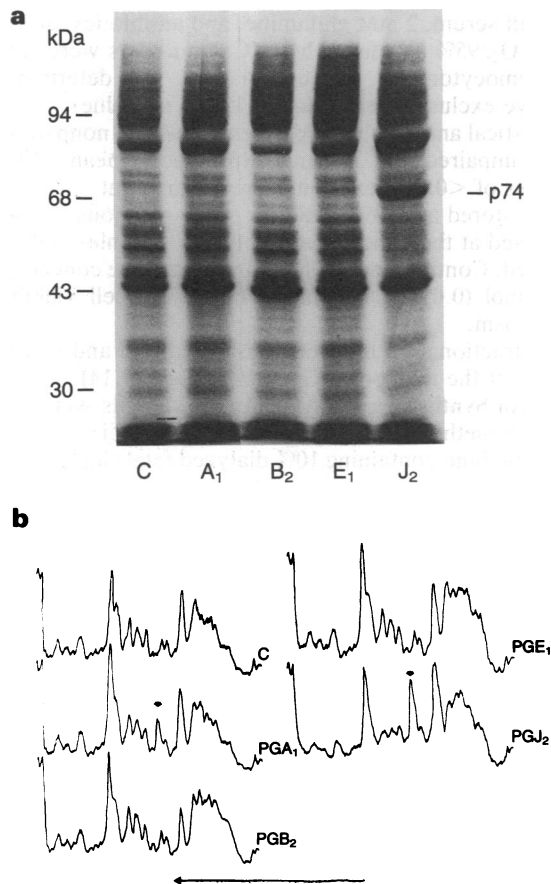 a
kDa
94
68
43
30
p74
C A₁ B₂ E₁ J₂
b
C
PGE₁
PGA₁
PGJ₂
PGB₂